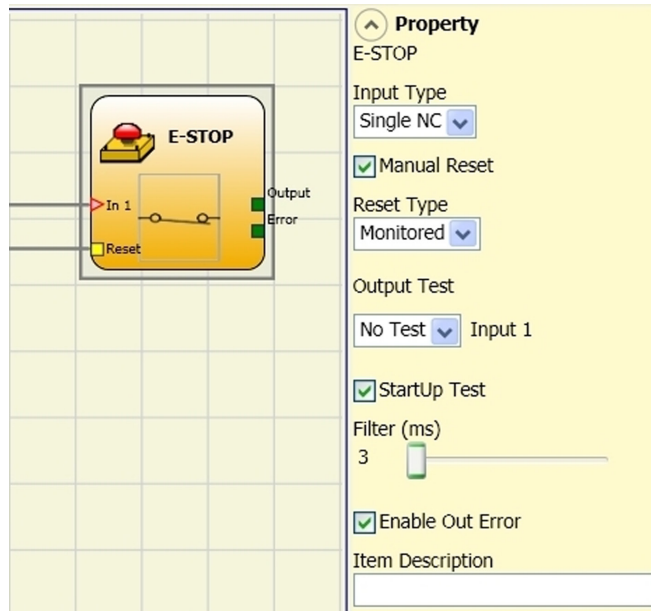 E-STOP
In 1
Reset
Output
Error
Property
E-STOP
Input Type
Single NC
Manual Reset
Reset Type
Monitored
Output Test
No Test Input 1
StartUp Test
Filter (ms)
3
Enable Out Error
Item Description